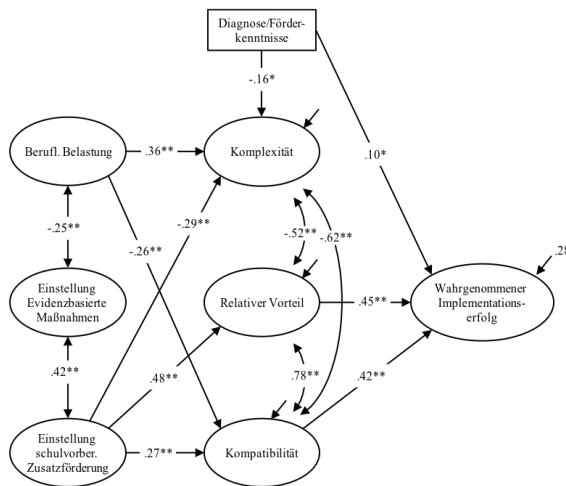 Diagnose/Förder-
kenntnisse
-.16*
Berufl. Belastung
.36**
Komplexität
.10*
-.25**
-.29**
-.26**
-.52**
-.62**
.28
Einstellung
Evidenzbasierte
Maßnahmen
Relativer Vorteil
.45**
Wahrgenommener
Implementations-
erfolg
.42**
.48**
.78**
.42**
Einstellung
schulvorber.
Zusatzförderung
.27**
Kompatibilität